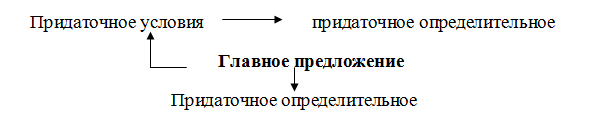 Придаточное условия придаточное определительное
Главное предложение
Придаточное определительное